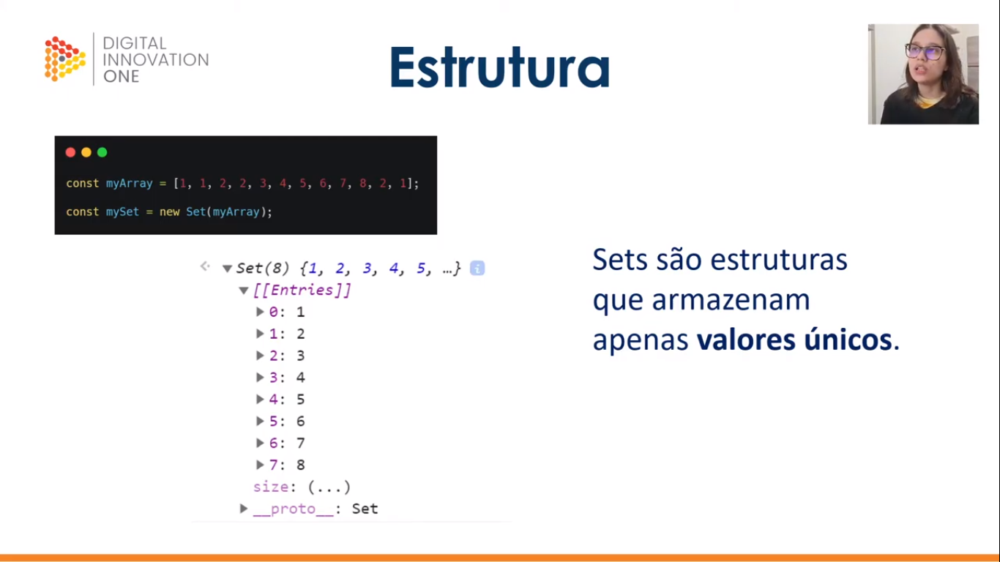 DIGITAL
INNOVATION
ONE
Estrutura
const myArray = [1, 1, 2, 2, 3, 4, 5, 6, 7, 8, 2, 1];
const mySet = new Set(myArray);
Set(8) {1, 2, 3, 4, 5, …} i
[[Entries]]
0: 1
1: 2
2: 3
3: 4
4: 5
5: 6
6: 7
7: 8
size: (...)
__proto__: Set
Sets são estruturas
que armazenam
apenas valores únicos.